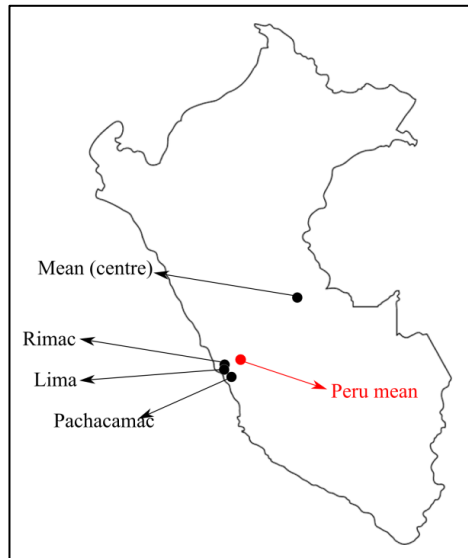 Mean (centre)
Rimac
Lima
Peru mean
Pachacamac